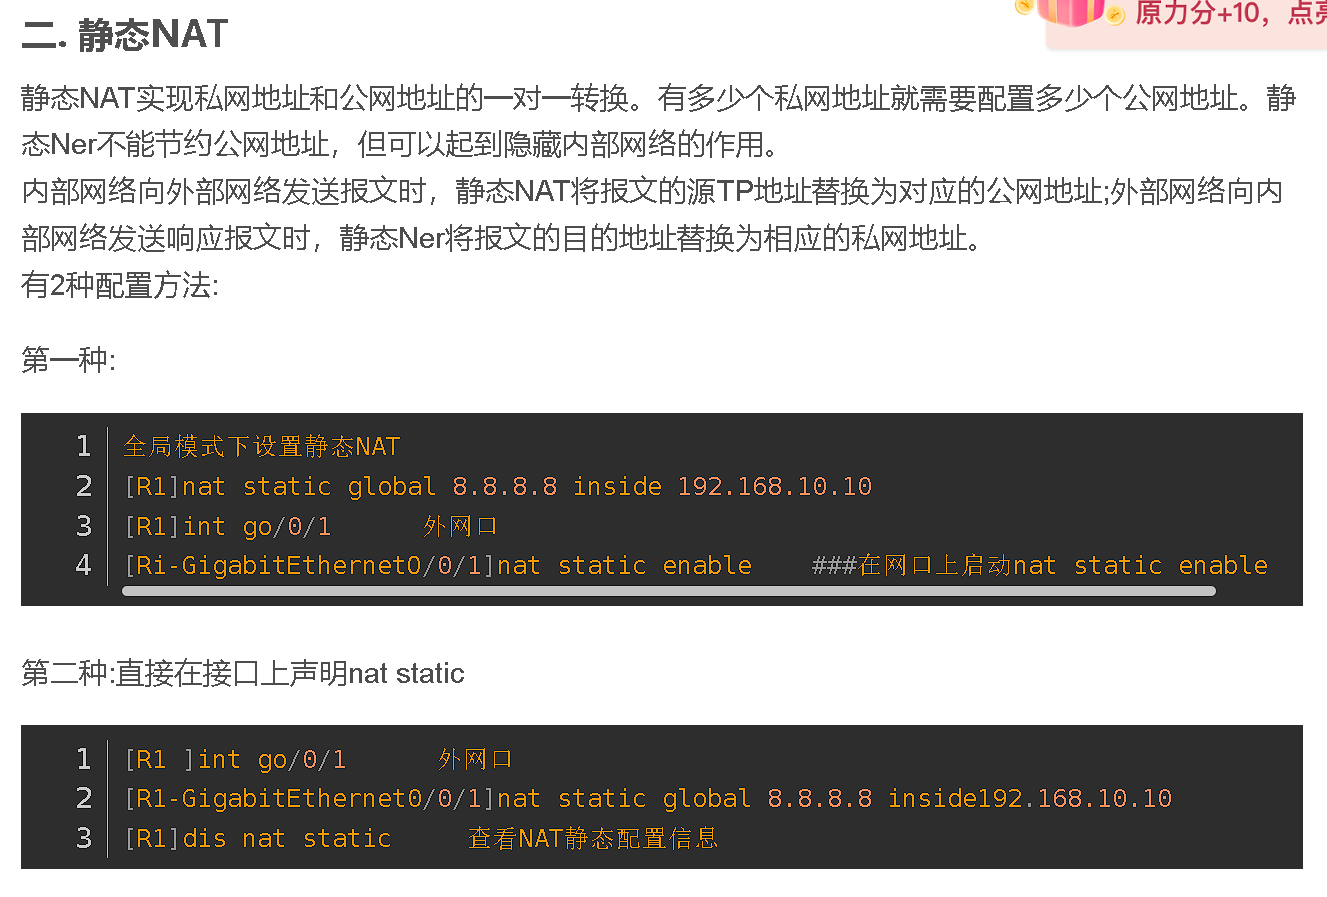 原力分+10，点
二. 静态NAT
静态NAT实现私网地址和公网地址的一对一转换。有多少个私网地址就需要配置多少个公网地址。静
态Ner不能节约公网地址，但可以起到隐藏内部网络的作用。
内部网络向外部网络发送报文时，静态NAT将报文的源TP地址替换为对应的公网地址;外部网络向内
部网络发送响应报文时，静态Ner将报文的目的地址替换为相应的私网地址。
有2种配置方法:
第一种:
1 全局模式下设置静态NAT
2 [R1]nat static global 8.8.8.8 inside 192.168.10.10
3 [R1]int go/0/1 外网口
4 [Ri-GigabitEthernetO/0/1]nat static enable ###在网口上启动nat static enable
第二种:直接在接口上声明nat static
1 [R1 ]int go/0/1 外网口
2 [R1-GigabitEthernet0/0/1]nat static global 8.8.8.8 inside192.168.10.10
3 [R1]dis nat static 查看NAT静态配置信息